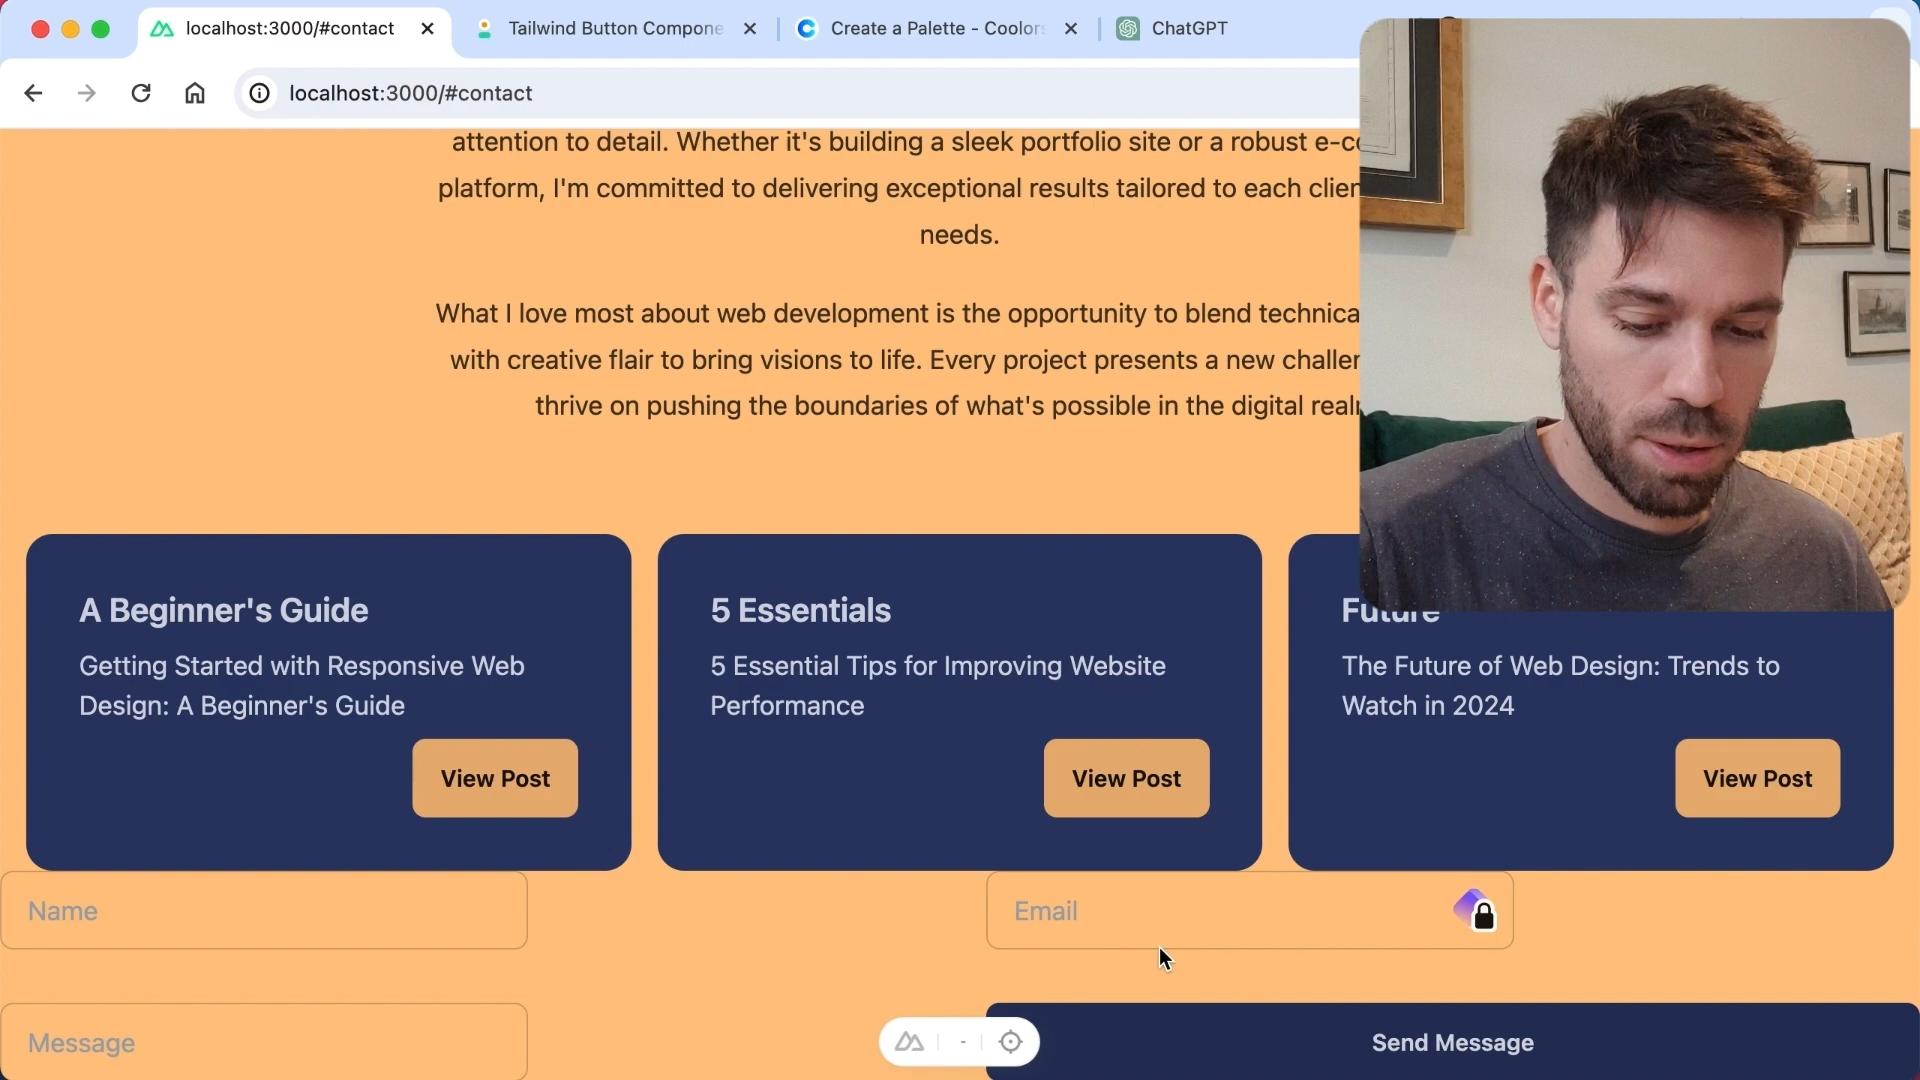 localhost:3000/#contact
Tailwind Button Compone
Create a Palette - Coolors
ChatGPT
localhost:3000/#contact
attention to detail. Whether it's building a sleek portfolio site or a robust e-co
platform, I'm committed to delivering exceptional results tailored to each clien
needs.
What I love most about web development is the opportunity to blend technica
with creative flair to bring visions to life. Every project presents a new challen
thrive on pushing the boundaries of what's possible in the digital realm
A Beginner's Guide
Getting Started with Responsive Web
Design: A Beginner's Guide
View Post
5 Essentials
5 Essential Tips for Improving Website
Performance
View Post
Future
The Future of Web Design: Trends to
Watch in 2024
View Post
Name
Email
Message
Send Message